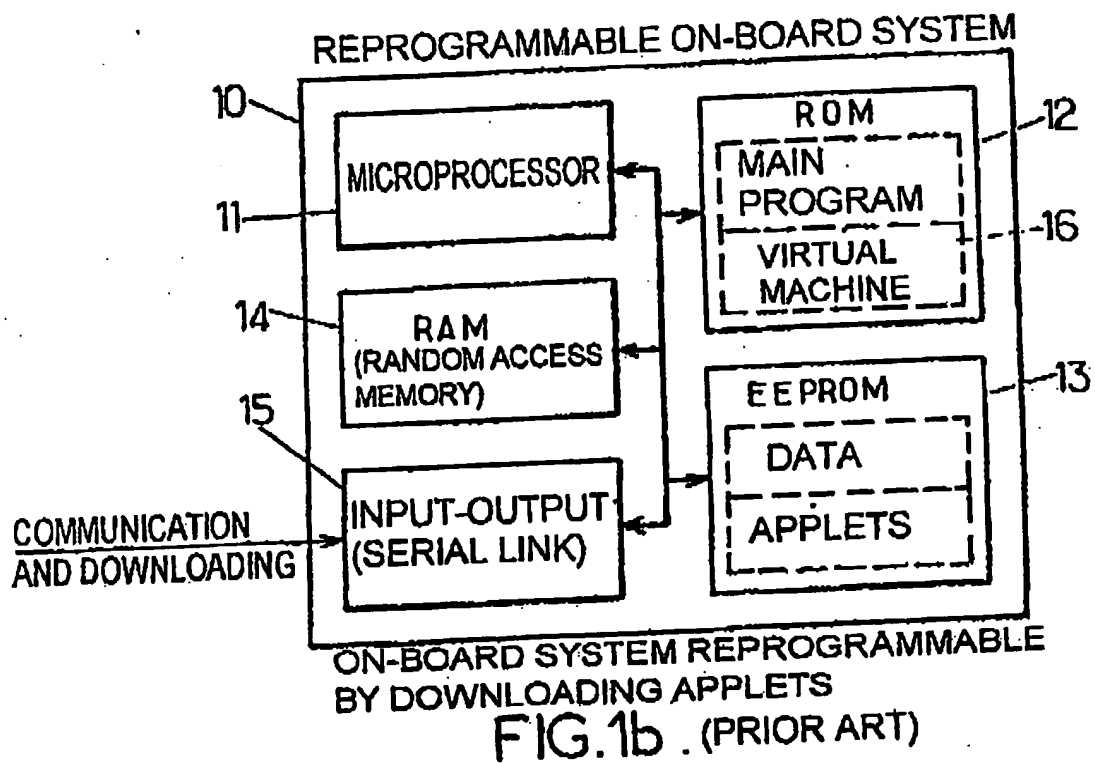 REPROGRAMMABLE ON-BOARD SYSTEM
10
MICROPROCESSOR
11
ROM
12
MAIN
PROGRAM
16
VIRTUAL
MACHINE
14
RAM
(RANDOM ACCESS
MEMORY)
EEPROM
13
DATA
APPLETS
15
INPUT-OUTPUT
(SERIAL LINK)
COMMUNICATION
AND DOWNLOADING
ON-BOARD SYSTEM REPROGRAMMABLE
BY DOWNLOADING APPLETS
FIG.1b . (PRIOR ART)